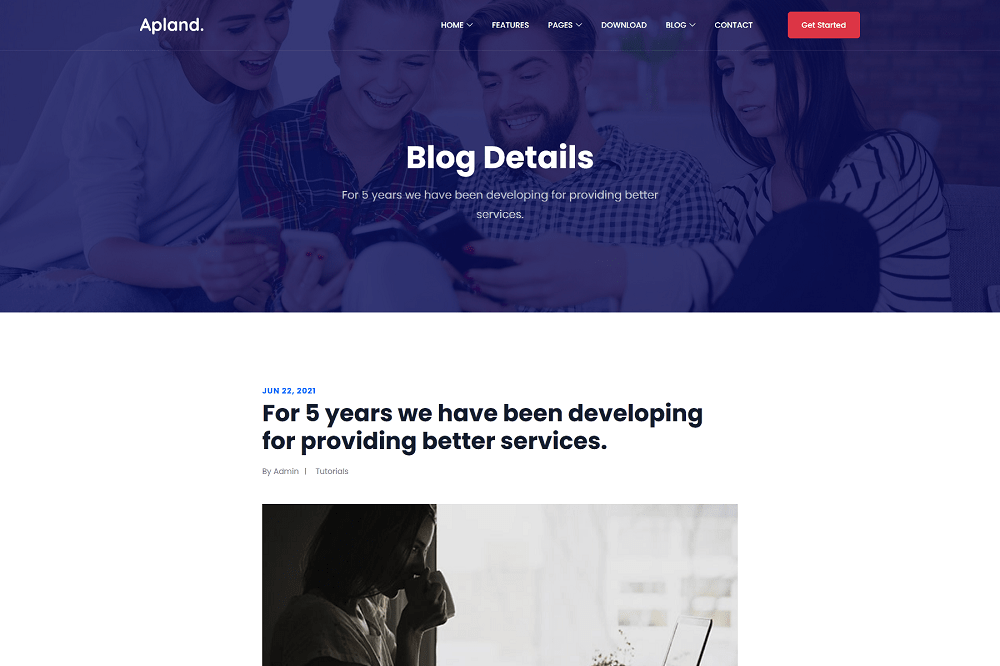 Apland. HOME FEATURES PAGES DOWNLOAD BLOG CONTACT Get Started
Blog Details
For 5 years we have been developing for providing better
services.
JUN 22, 2021
For 5 years we have been developing
for providing better services.
By Admin | Tutorials